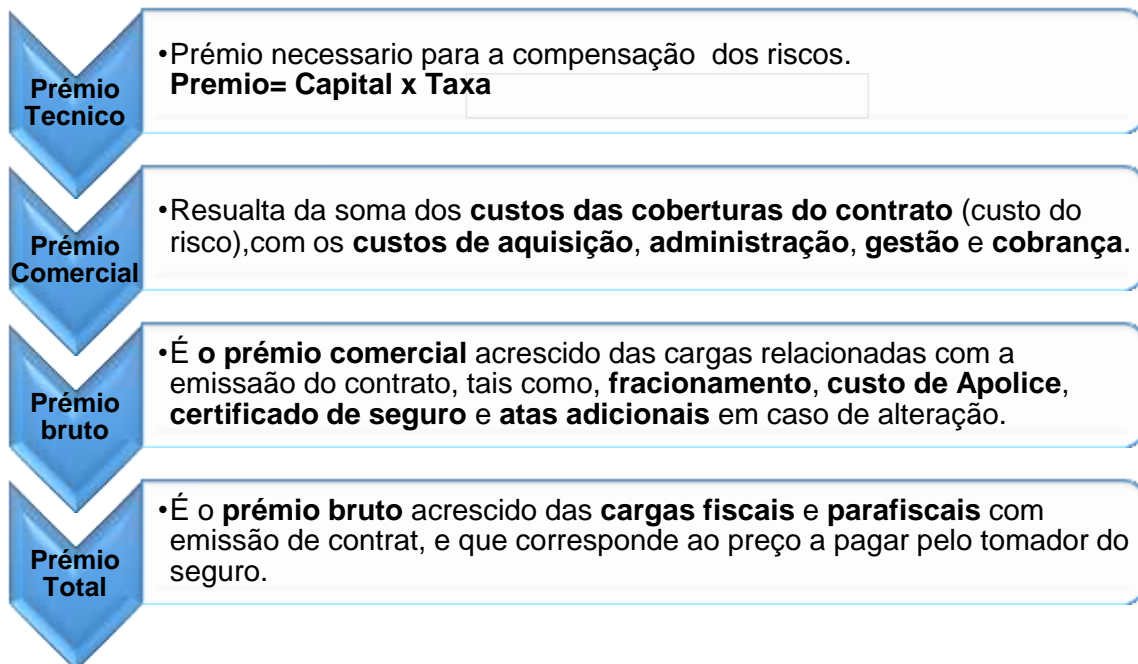 Prémio
Tecnico
•Prémio necessario para a compensação dos riscos.
Premio= Capital x Taxa
Prémio
Comercial
•Resualta da soma dos custos das coberturas do contrato (custo do
risco),com os custos de aquisição, administração, gestão e cobrança.
Prémio
bruto
•É o prémio comercial acrescido das cargas relacionadas com a
emissaão do contrato, tais como, fracionamento, custo de Apolice,
certificado de seguro e atas adicionais em caso de alteração.
Prémio
Total
•É o prémio bruto acrescido das cargas fiscais e parafiscais com
emissão de contrat, e que corresponde ao preço a pagar pelo tomador do
seguro.